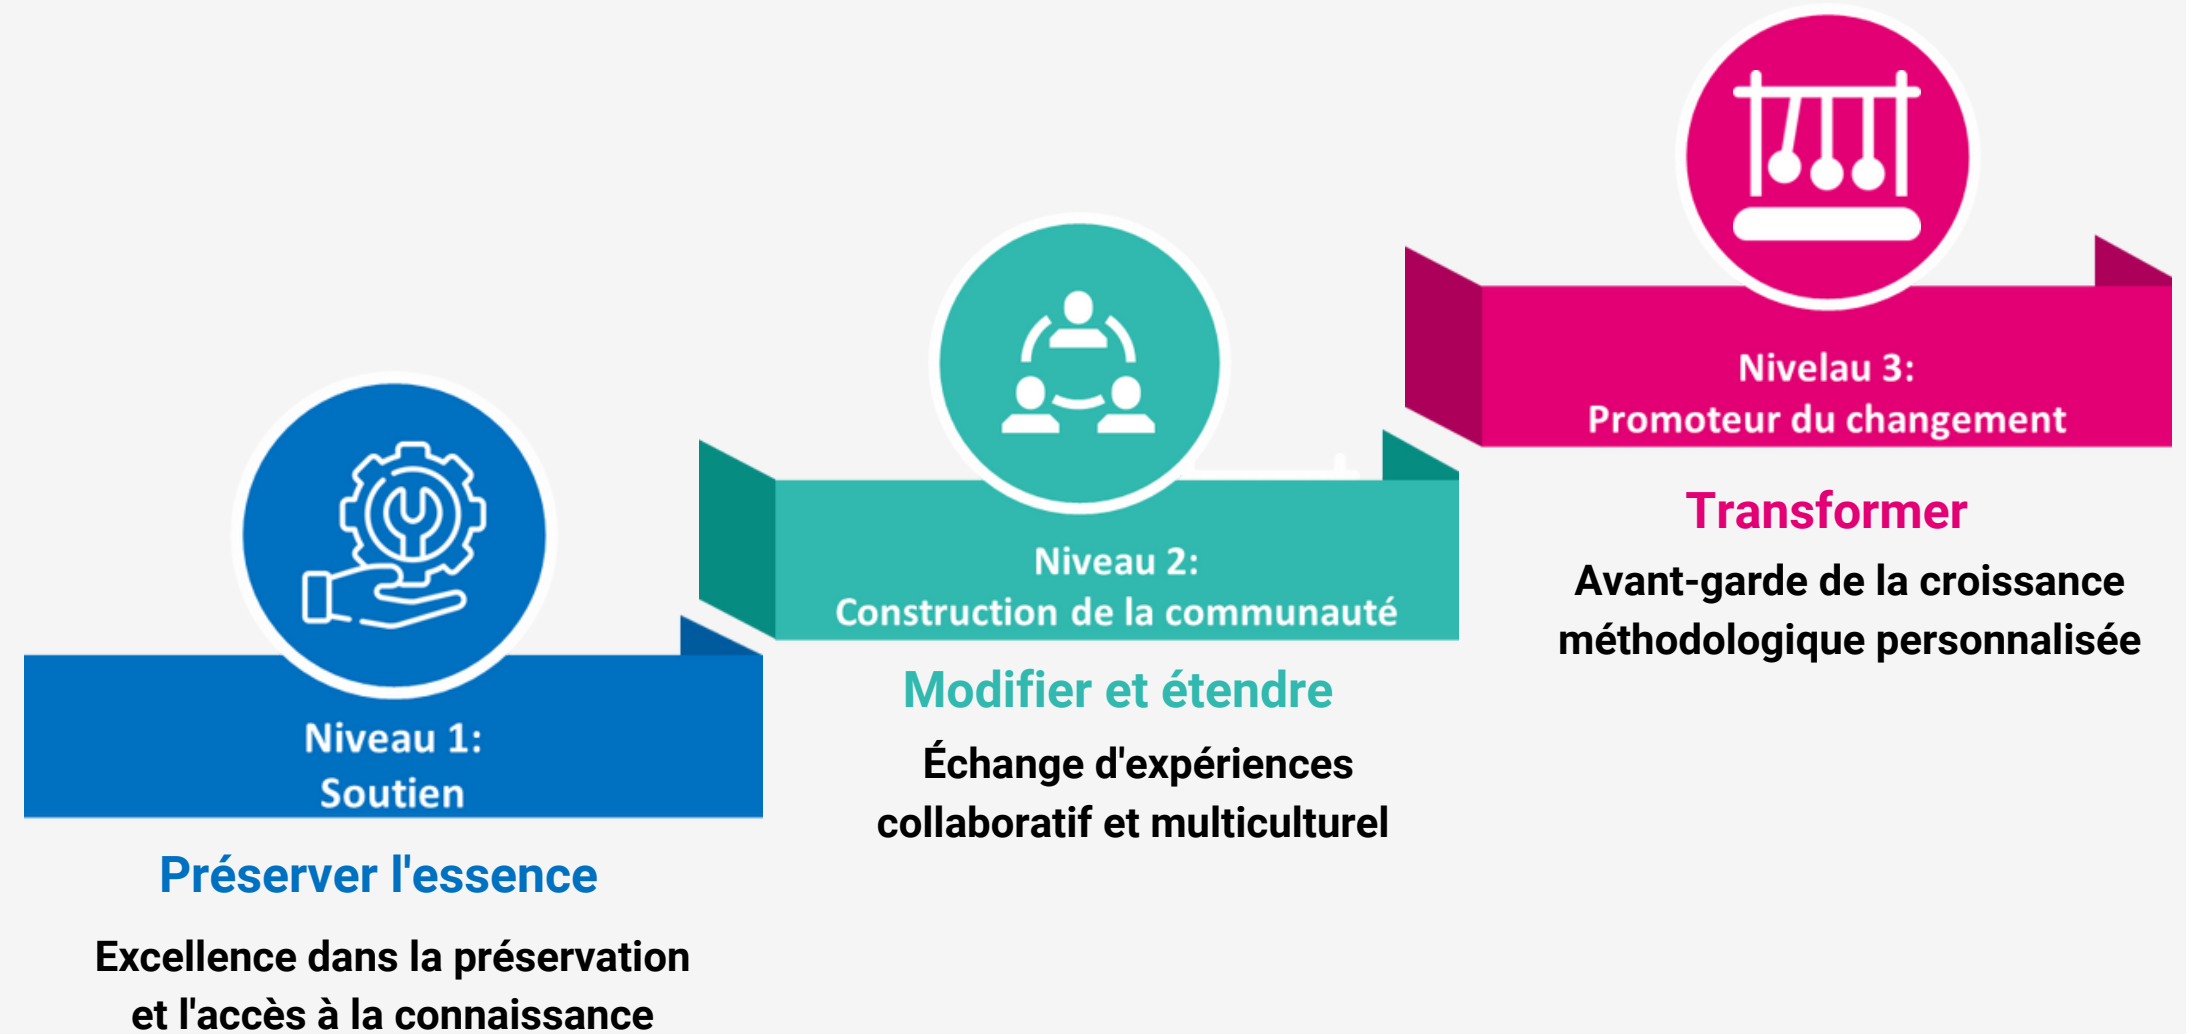 Niveau 1:
Soutien
Préserver l'essence
Excellence dans la préservation
et l'accès à la connaissance
Niveau 2:
Construction de la communauté
Modifier et étendre
Échange d'expériences
collaboratif et multiculturel
Nivelau 3:
Promoteur du changement
Transformer
Avant-garde de la croissance
méthodologique personnalisée